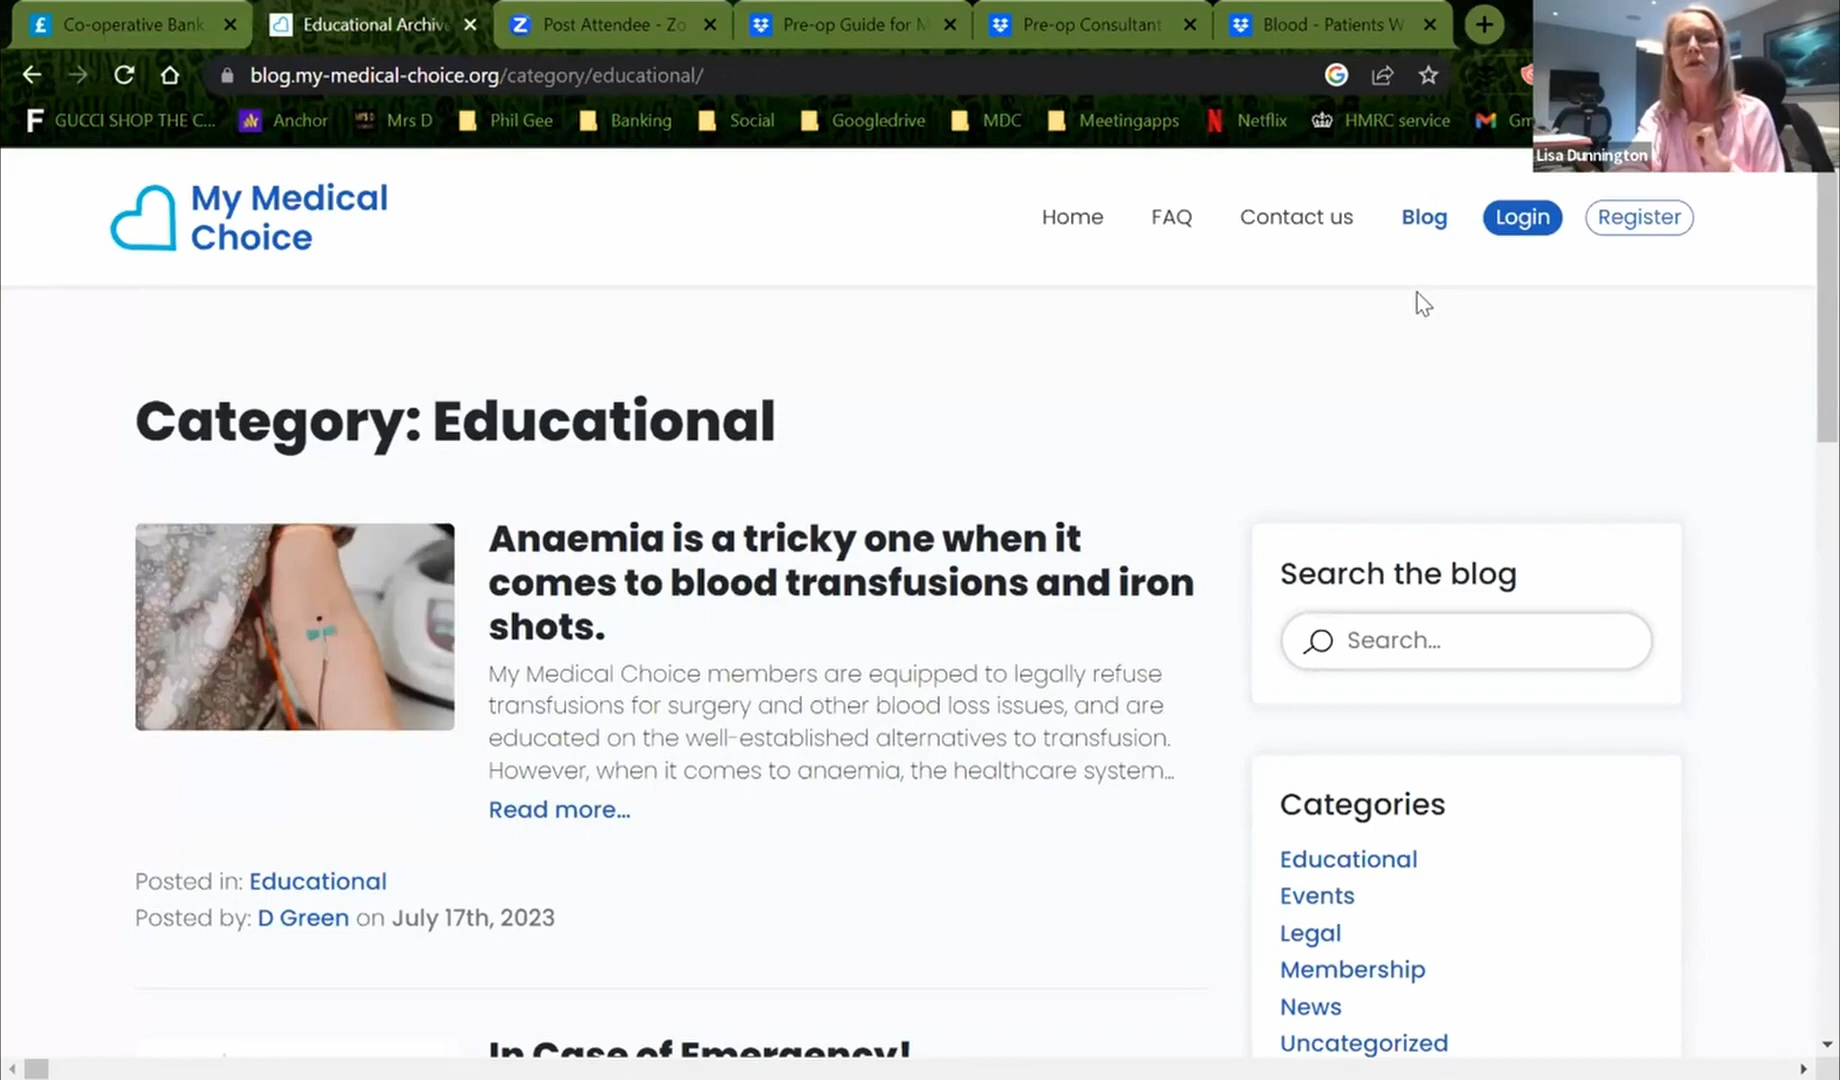 Co-operative Bank
Educational Archiv
Post Attendee - Zo
Pre-op Guide for M
Pre-op Consultant
Blood - Patients W
blog.my-medical-choice.org/category/educational/
GUCCI SHOP THE C...
Anchor
Mrs D
Phil Gee
Banking
Social
Googledrive
MDC
Meetingapps
Netflix
HMRC service
Gm
Lisa Dunnington
My Medical
Choice
Home
FAQ
Contact us
Blog
Login
Register
Category: Educational
Anaemia is a tricky one when it
comes to blood transfusions and iron
shots.
My Medical Choice members are equipped to legally refuse
transfusions for surgery and other blood loss issues, and are
educated on the well-established alternatives to transfusion.
However, when it comes to anaemia, the healthcare system...
Read more...
Posted in: Educational
Posted by: D Green on July 17th, 2023
In Case of Emergency!
Search the blog
Search...
Categories
Educational
Events
Legal
Membership
News
Uncategorized